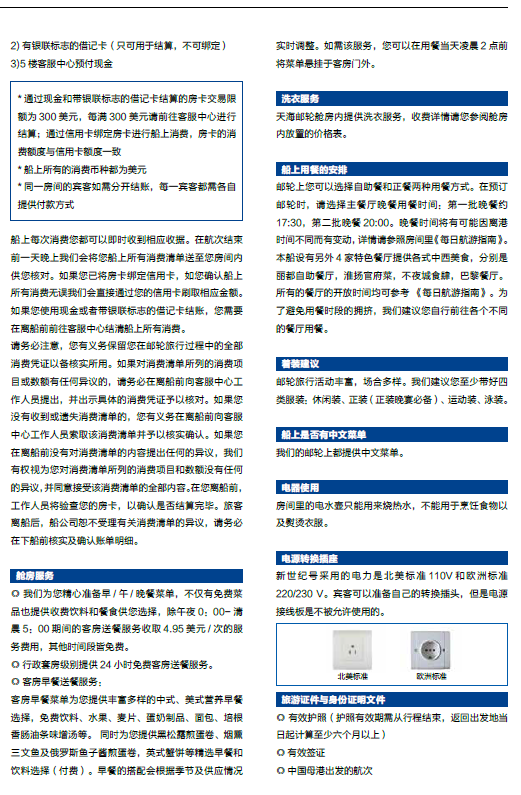 2) 有银联标志的借记卡（只可用于结算，不可绑定）
3)5 楼客服中心预付现金
* 通过现金和带银联标志的借记卡结算的房卡交易限
额为 300 美元，每满 300 美元请前往客服中心进行
结算；通过信用卡绑定房卡进行船上消费，房卡的消
费额度与信用卡额度一致
* 船上所有的消费币种都为美元
* 同一房间的宾客如需分开结账，每一宾客都需各自
提供付款方式
船上每次消费您都可以即时收到相应收据。在航次结束
前一天晚上我们会将您船上所有消费清单送至您房间内
供您核对。如果您已将房卡绑定信用卡，如您确认船上
所有消费无误我们会直接通过您的信用卡刷取相应金额。
如果您使用现金或者带银联标志的借记卡结账，您需要
在离船前前往客服中心结清船上所有消费。
请务必注意，您有义务保留您在邮轮旅行过程中的全部
消费凭证以备核实所用。如果对消费清单所列的消费项
目或数额有任何异议的，请务必在离船前向客服中心工
作人员提出，并出示具体的消费凭证予以核对。如果您
没有收到或遗失消费清单的，您有义务在离船前向客服
中心工作人员索取该消费清单并予以核实确认。如果您
在离船前没有对消费清单的内容提出任何的异议，我们
有权视为您对消费清单所列的消费项目和数额没有任何
的异议,并同意接受该消费清单的全部内容。在您离船前，
工作人员将验查您的房卡，以确认是否结算完毕。旅客
离船后，船公司恕不受理有关消费清单的异议，请务必
在下船前核实及确认账单明细。
舱房服务
◎ 我们为您精心准备早 / 午 / 晚餐菜单，不仅有免费菜
品也提供收费饮料和餐食供您选择，除午夜 0：00– 清
晨 5：00 期间的客房送餐服务收取 4.95 美元 / 次的服
务费用，其他时间段皆免费。
◎ 行政套房级别提供 24 小时免费客房送餐服务。
◎ 客房早餐送餐服务：
客房早餐菜单为您提供丰富多样的中式、美式营养早餐
选择，免费饮料、水果、麦片、蛋奶制品、面包、培根
香肠油条味增汤等。 同时为您提供黑松露煎蛋卷、烟熏
三文鱼及俄罗斯鱼子酱煎蛋卷，英式蟹饼等精选早餐和
饮料选择（付费）。早餐的搭配会根据季节及供应情况
实时调整。如需该服务，您可以在用餐当天凌晨 2 点前
将菜单悬挂于客房门外。
洗衣服务
天海邮轮舱房内提供洗衣服务，收费详情请您参阅舱房
内放置的价格表。
船上用餐的安排
邮轮上您可以选择自助餐和正餐两种用餐方式。在预订
邮轮时，请选择主餐厅晚餐用餐时间；第一批晚餐约
17:30，第二批晚餐 20:00。晚餐时间将有可能因离港
时间不同而有变动，详情请参照房间里《每日航游指南》。
本船设有另外 4 家特色餐厅提供各式中西美食，分别是
丽都自助餐厅，淮扬官府菜，不夜城食肆，巴黎餐厅。
所有的餐厅的开放时间均可参考 《每日航游指南》。为
了避免用餐时段的拥挤，我们建议您自行前往各个不同
的餐厅用餐。
着装建议
邮轮旅行活动丰富，场合多样。我们建议您至少带好四
类服装：休闲装、正装（正装晚宴必备）、运动装、泳装。
船上是否有中文菜单
我们的邮轮上都提供中文菜单。
电器使用
房间里的电水壶只能用来烧热水，不能用于烹饪食物以
及熨烫衣服。
电源转换插座
新世纪号采用的电力是北美标准 110V 和欧洲标准
220/230 V。宾客可以准备自己的转换插头，但是电源
接线板是不被允许使用的。
北美标准
欧洲标准
旅游证件与身份证明文件
◎ 有效护照（护照有效期需从行程结束，返回出发地当
日起计算至少六个月以上）
◎ 有效签证
◎ 中国母港出发的航次